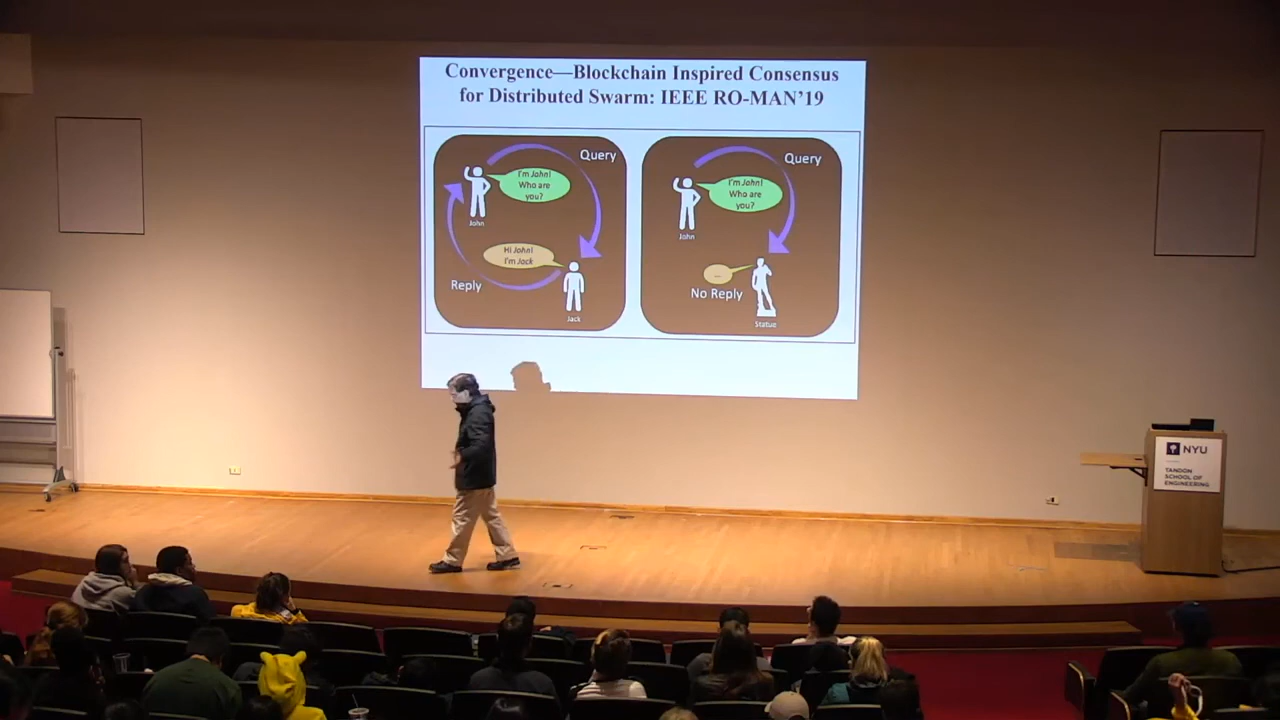 Convergence—Blockchain Inspired Consensus
for Distributed Swarm: IEEE RO-MAN’19
Query
I'm John!
Who are
you?
John
Hi John!
I'm Jack
Reply
Jack
Query
I'm John!
Who are
you?
John
...
No Reply
Statue
NYU
TANDON
SCHOOL OF
ENGINEERING